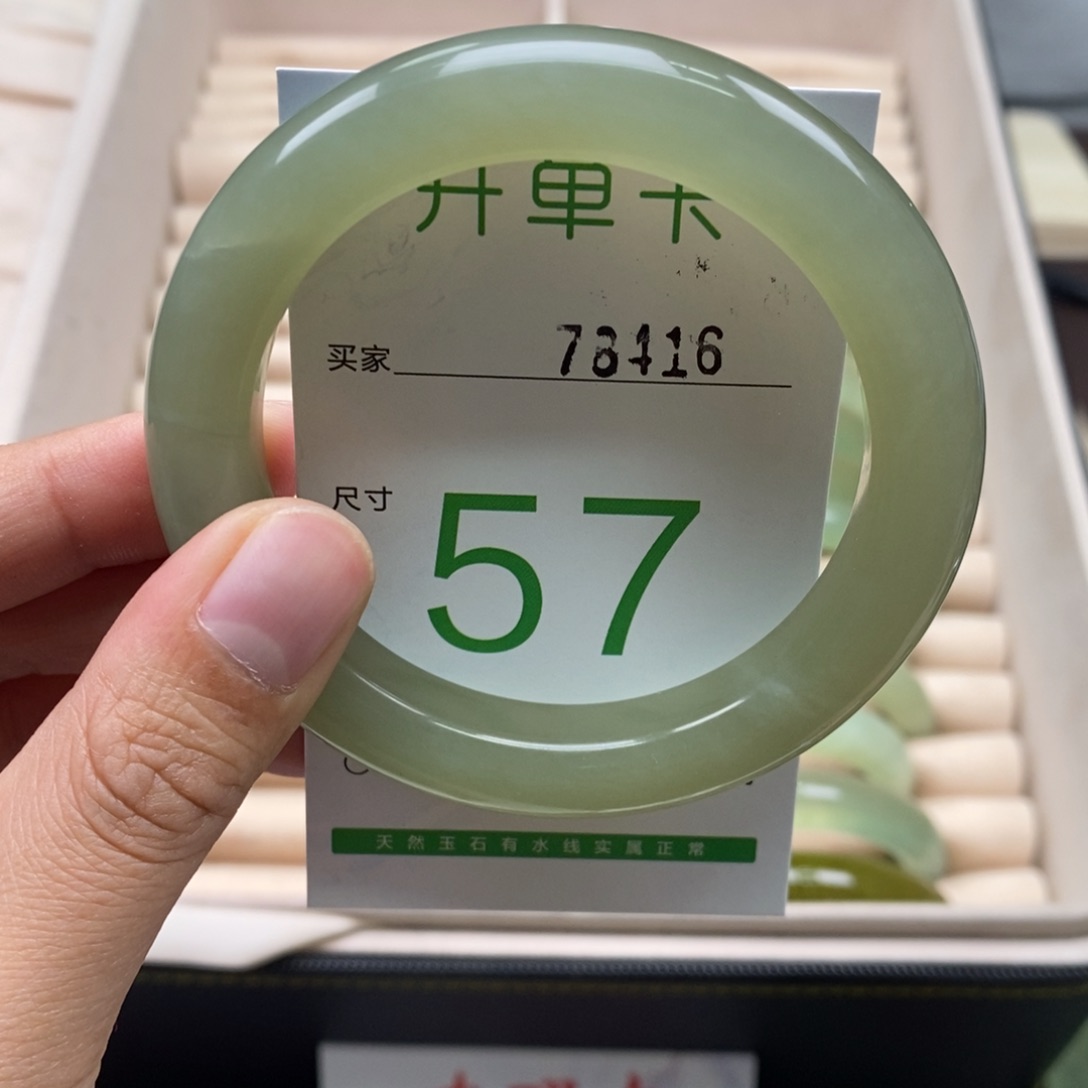 开单卡
买家 78416
尺寸 57
天然玉石有水线实属正常